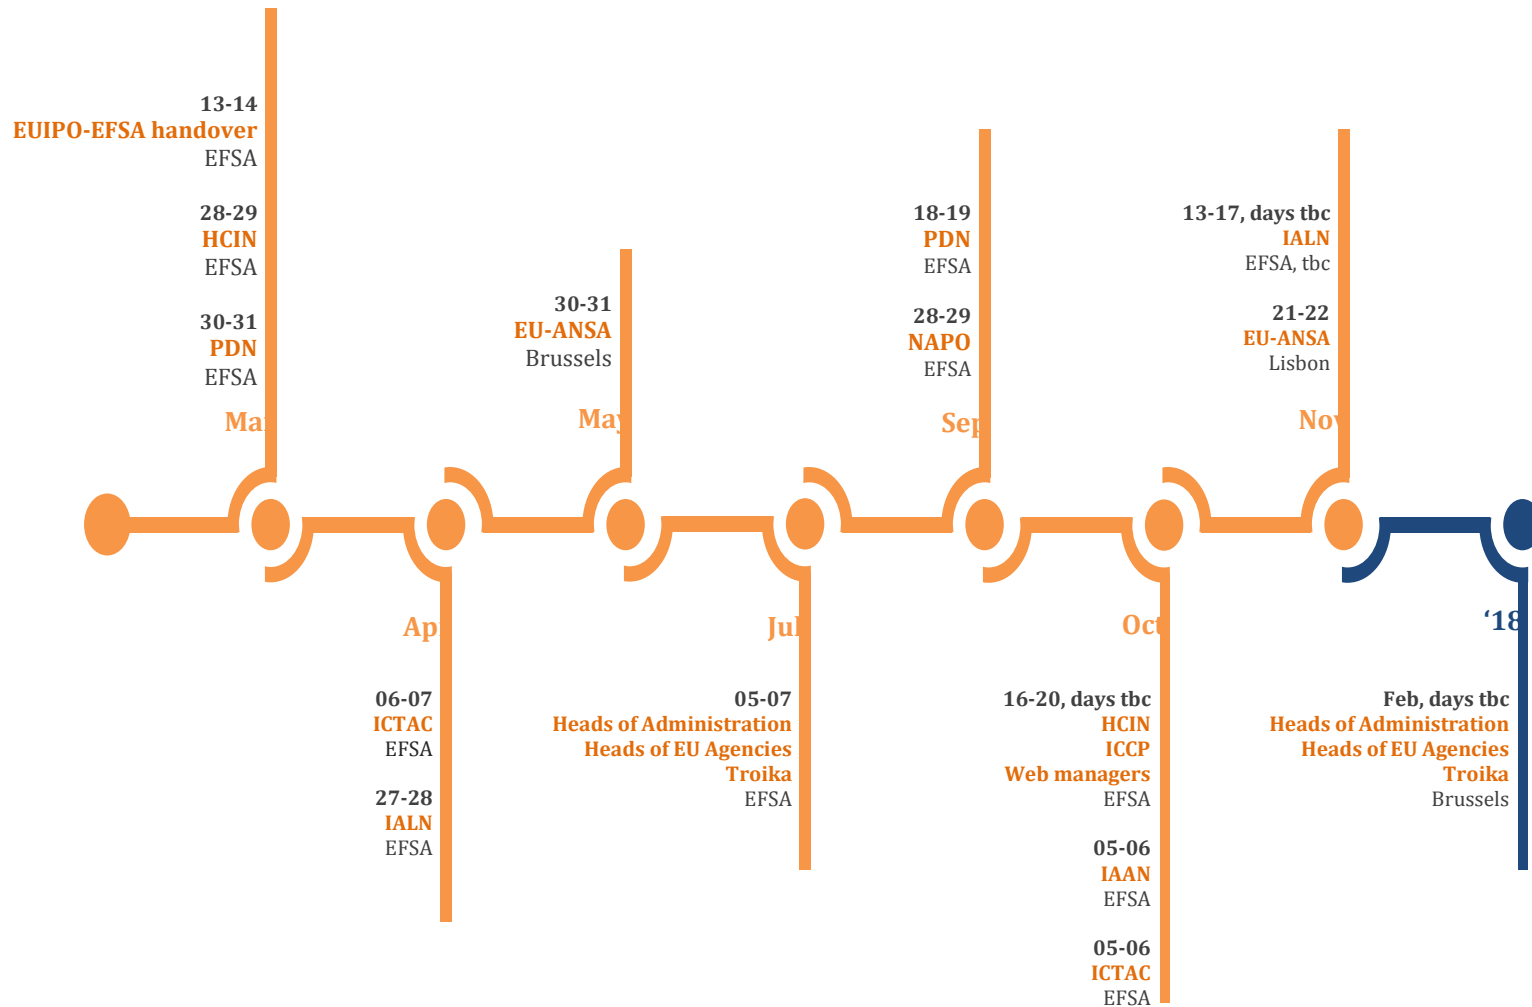 13-14
EUIPO-EFSA handover
EFSA
28-29
HCIN
EFSA
30-31
PDN
EFSA
Mar
06-07
ICTAC
EFSA
27-28
IALN
EFSA
Apr
30-31
EU-ANSA
Brussels
May
Jul
05-07
Heads of Administration
Heads of EU Agencies
Troika
EFSA
18-19
PDN
EFSA
28-29
NAPO
EFSA
Sep
Oct
16-20, days tbc
HCIN
ICCP
Web managers
EFSA
05-06
IAAN
EFSA
05-06
ICTAC
EFSA
13-17, days tbc
IALN
EFSA, tbc
21-22
EU-ANSA
Lisbon
Nov
‘18
Feb, days tbc
Heads of Administration
Heads of EU Agencies
Troika
Brussels